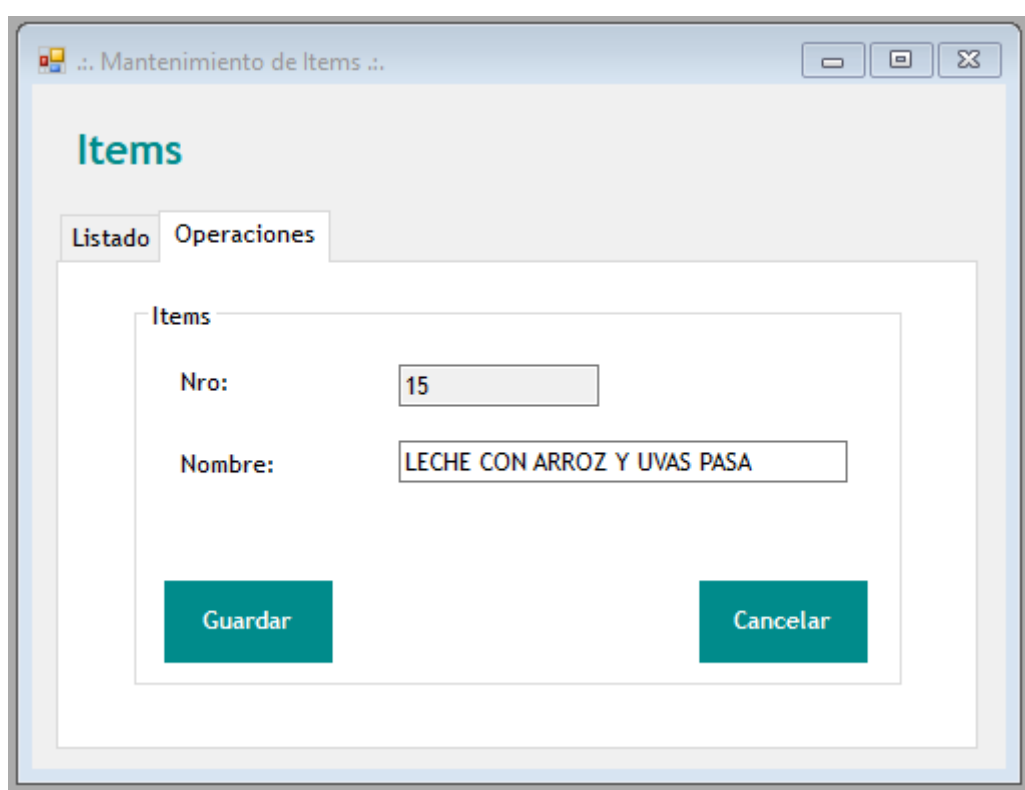 .:. Mantenimiento de Items .:.
Items
Listado Operaciones
Items
Nro: 15
Nombre: LECHE CON ARROZ Y UVAS PASA
Guardar Cancelar